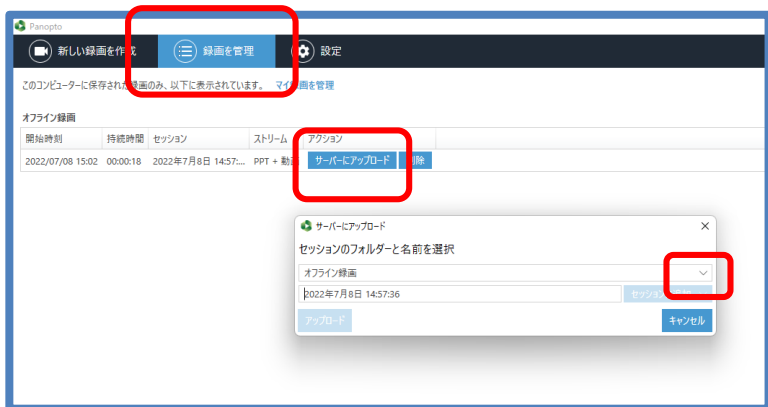 Panopto
新しい録画を作成 録画を管理 設定
このコンピューターに保存された録画のみ、以下に表示されています。 マイ録画を管理
オフライン録画
開始時刻 持続時間 セッション ストリーム アクション
2022/07/08 15:02 00:00:18 2022年7月8日 14:57:... PPT + 動画 サーバーにアップロード 削除
サーバーにアップロード
セッションのフォルダーと名前を選択
オフライン録画
2022年7月8日 14:57:36
アップロード キャンセル